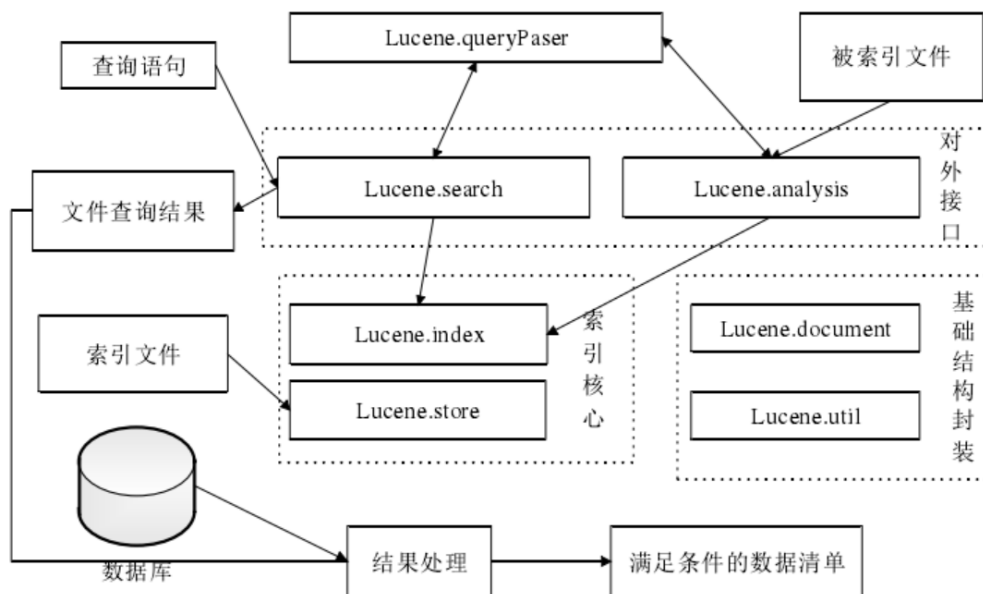 Lucene.queryPaser
查询语句
被索引文件
对外接口
Lucene.search
Lucene.analysis
文件查询结果
索引核心
基础结构封装
Lucene.index
Lucene.document
索引文件
Lucene.store
Lucene.util
数据库
结果处理
满足条件的数据清单